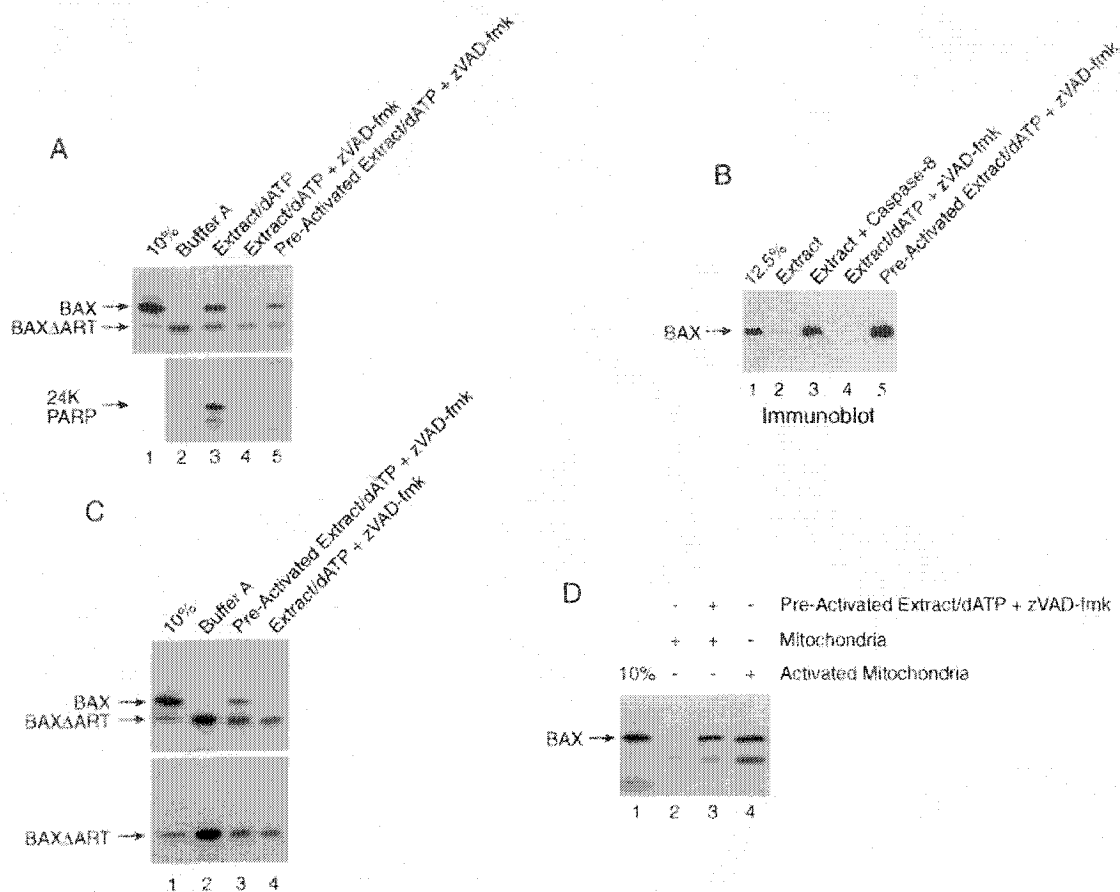 A
10%
Buffer A
Extract/dATP
Extract/dATP + zVAD-fmk
Pre-Activated Extract/dATP + zVAD-fmk
BAX
BAXΔART
24K
PARP
1 2 3 4 5
B
12.5%
Extract
Extract + Caspase-8
Extract/dATP + zVAD-fmk
Pre-Activated Extract/dATP + zVAD-fmk
BAX
1 2 3 4 5
Immunoblot
C
10%
Buffer A
Pre-Activated Extract/dATP + zVAD-fmk
Extract/dATP + zVAD-fmk
BAX
BAXΔART
BAXΔART
1 2 3 4
D
- + - Pre-Activated Extract/dATP + zVAD-fmk
+ + - Mitochondria
10% - - + Activated Mitochondria
BAX
1 2 3 4